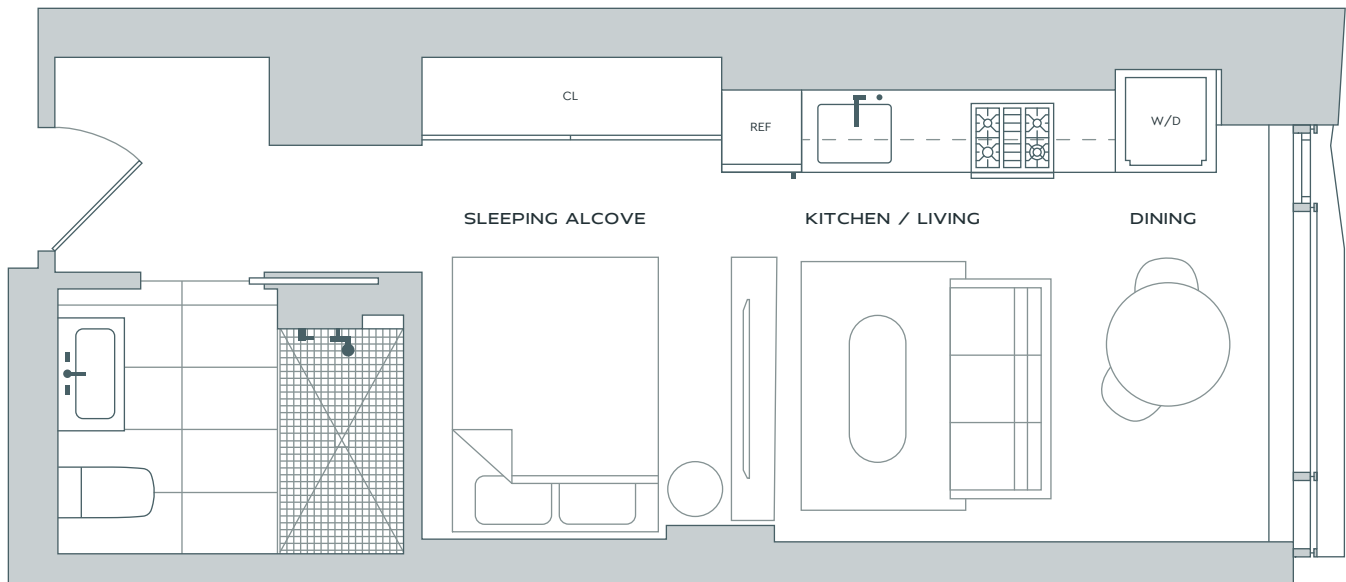 CL
REF
W/D
SLEEPING ALCOVE
KITCHEN / LIVING
DINING